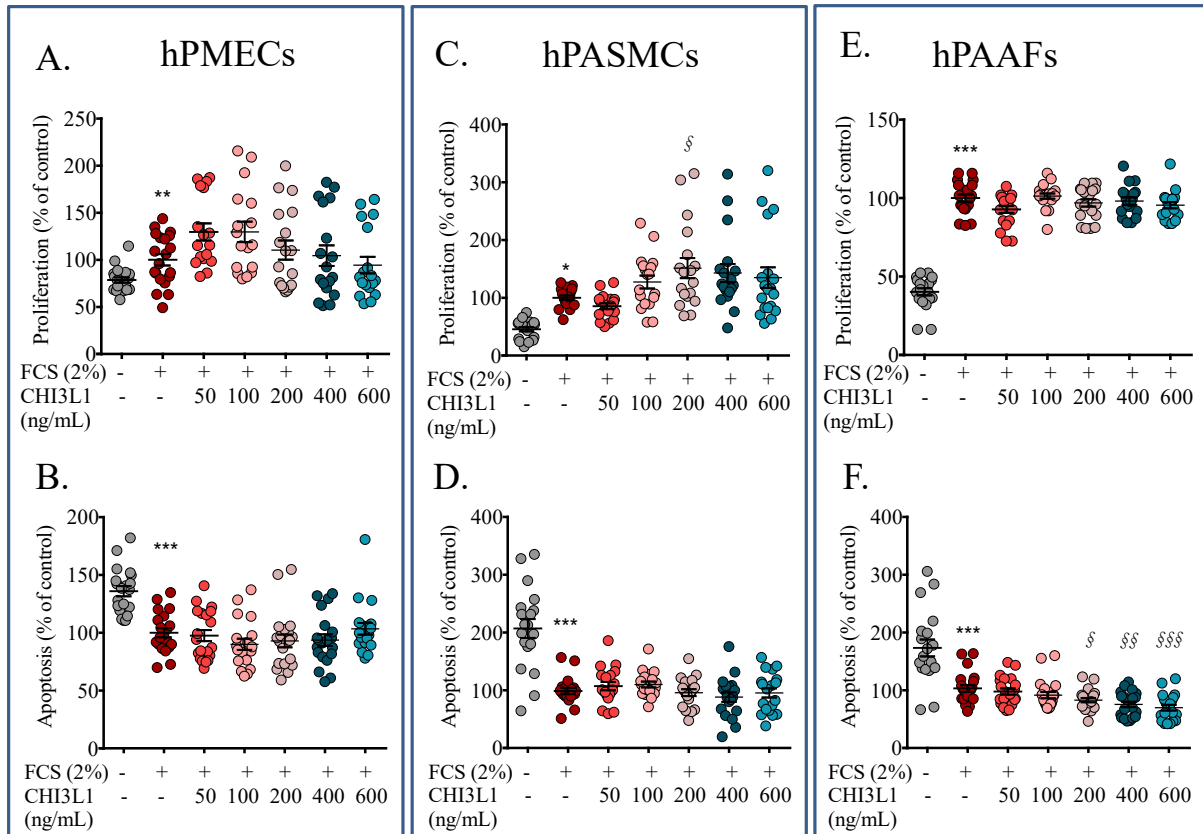 A.
hPMECs
Proliferation (% of control)
250
200
150
100
50
0
**
FCS (2%) - + + + + + +
CHI3L1 - - 50 100 200 400 600
(ng/mL)
B.
Apoptosis (% of control)
200
150
100
50
0
***
FCS (2%) - + + + + + +
CHI3L1 - - 50 100 200 400 600
(ng/mL)
C.
hPASMCs
Proliferation (% of control)
400
300
200
100
0
*
§
FCS (2%) - + + + + + +
CHI3L1 - - 50 100 200 400 600
(ng/mL)
D.
Apoptosis (% of control)
400
300
200
100
0
***
FCS (2%) - + + + + + +
CHI3L1 - - 50 100 200 400 600
(ng/mL)
E.
hPAAFs
Proliferation (% of control)
150
100
50
0
***
FCS (2%) - + + + + + +
CHI3L1 - - 50 100 200 400 600
(ng/mL)
F.
Apoptosis (% of control)
400
300
200
100
0
*** § §§ §§§
FCS (2%) - + + + + + +
CHI3L1 - - 50 100 200 400 600
(ng/mL)